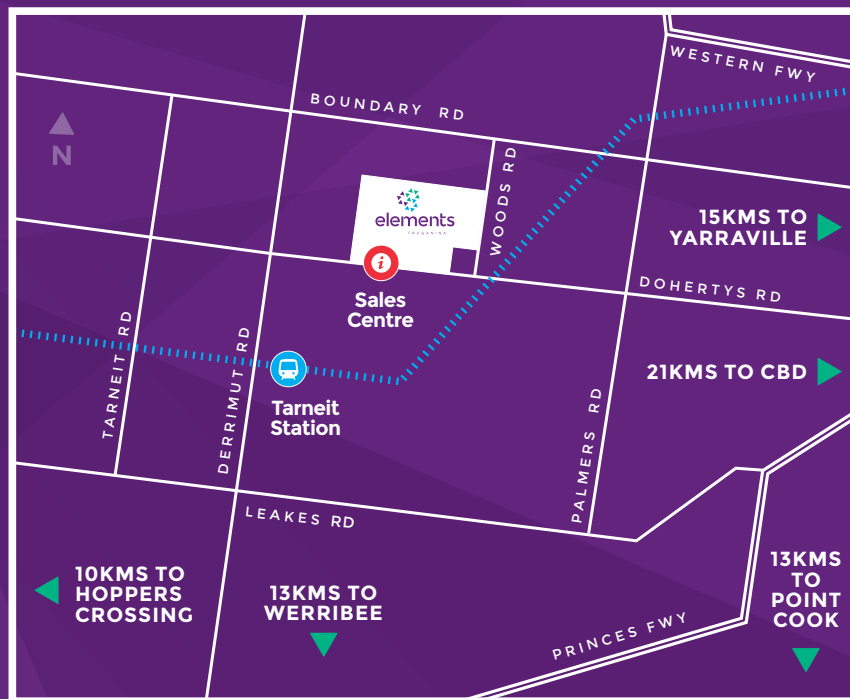 WESTERN FWY
BOUNDARY RD
N
WOODS RD
elements
TRUGANINA
15KMS TO
YARRAVILLE
DOHERTYS RD
Sales
Centre
TARNEIT RD
DERRIMUT RD
21KMS TO CBD
Tarneit
Station
PALMERS RD
LEAKES RD
10KMS TO
HOPPERS
CROSSING
13KMS TO
WERRIBEE
13KMS
TO
POINT
COOK
PRINCES FWY